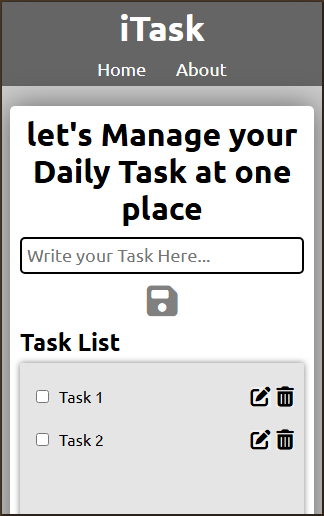 iTask
Home About
let's Manage your
Daily Task at one
place
Write your Task Here...
Task List
Task 1
Task 2